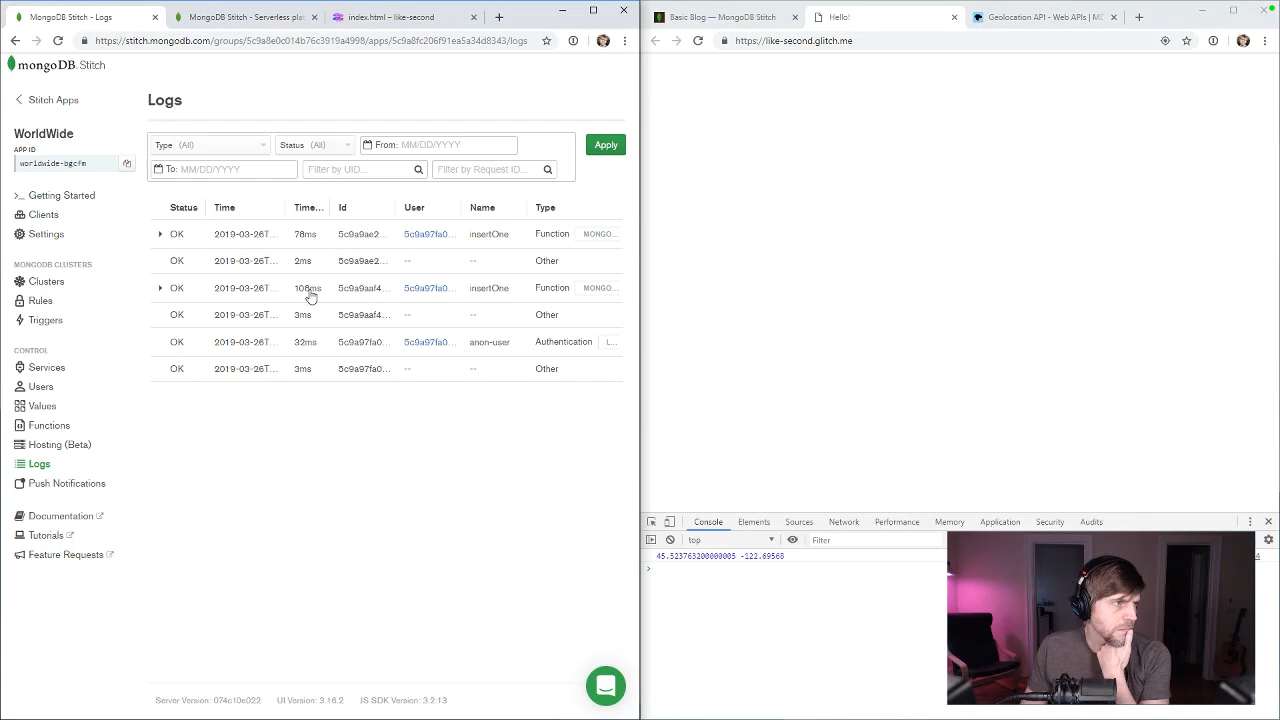 MongoDB Stitch - Logs
MongoDB Stitch - Serverless pla
index.html | like-second
https://stitch.mongodb.com
logs
mongoDB. Stitch
Stitch Apps
WorldWide
APP ID
worldwide-bgcfm
Getting Started
Clients
Settings
MONGODB CLUSTERS
Clusters
Rules
Triggers
CONTROL
Services
Users
Values
Functions
Hosting (Beta)
Logs
Push Notifications
Documentation
Tutorials
Feature Requests
Logs
Type (All)
Status (All)
From: MM/DD/YYYY
Apply
To: MM/DD/YYYY
Filter by UID...
Filter by Request ID...
Status Time Time... Id User Name Type
OK 2019-03-26T... 78ms 5c9a9ae2... 5c9a97fa0... insertOne Function MONGO...
OK 2019-03-26T... 2ms 5c9a9ae2... -- -- Other
OK 2019-03-26T... 5c9a9aaf4... 5c9a97fa0... insertOne Function MONGO...
OK 2019-03-26T... 3ms 5c9a9aaf4... -- -- Other
OK 2019-03-26T... 32ms 5c9a97fa0... 5c9a97fa0... anon-user Authentication L...
OK 2019-03-26T... 3ms 5c9a97fa0... -- -- Other
Server Version: 074c10e022 UI Version: 3.16.2 JS SDK Version: 3.2.13
Basic Blog — MongoDB Stitch
Hello!
Geolocation API - Web APIs | M
https://like-second.glitch.me
Console Elements Sources Network Performance Memory Application Security Audits
top
Filter
45.523763200000005 -122.69568